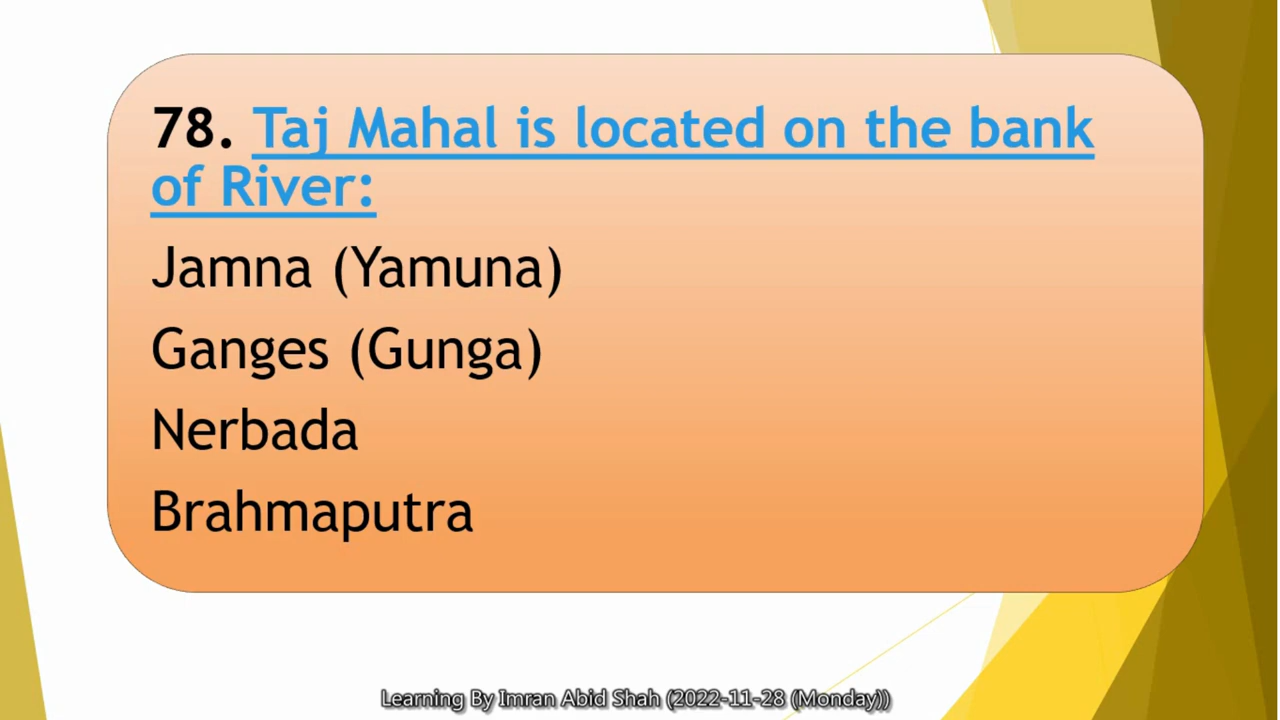 78. Taj Mahal is located on the bank
of River:
Jamna (Yamuna)
Ganges (Gunga)
Nerbada
Brahmaputra
Learning By Imran Abid Shah (2022-11-28 (Monday))